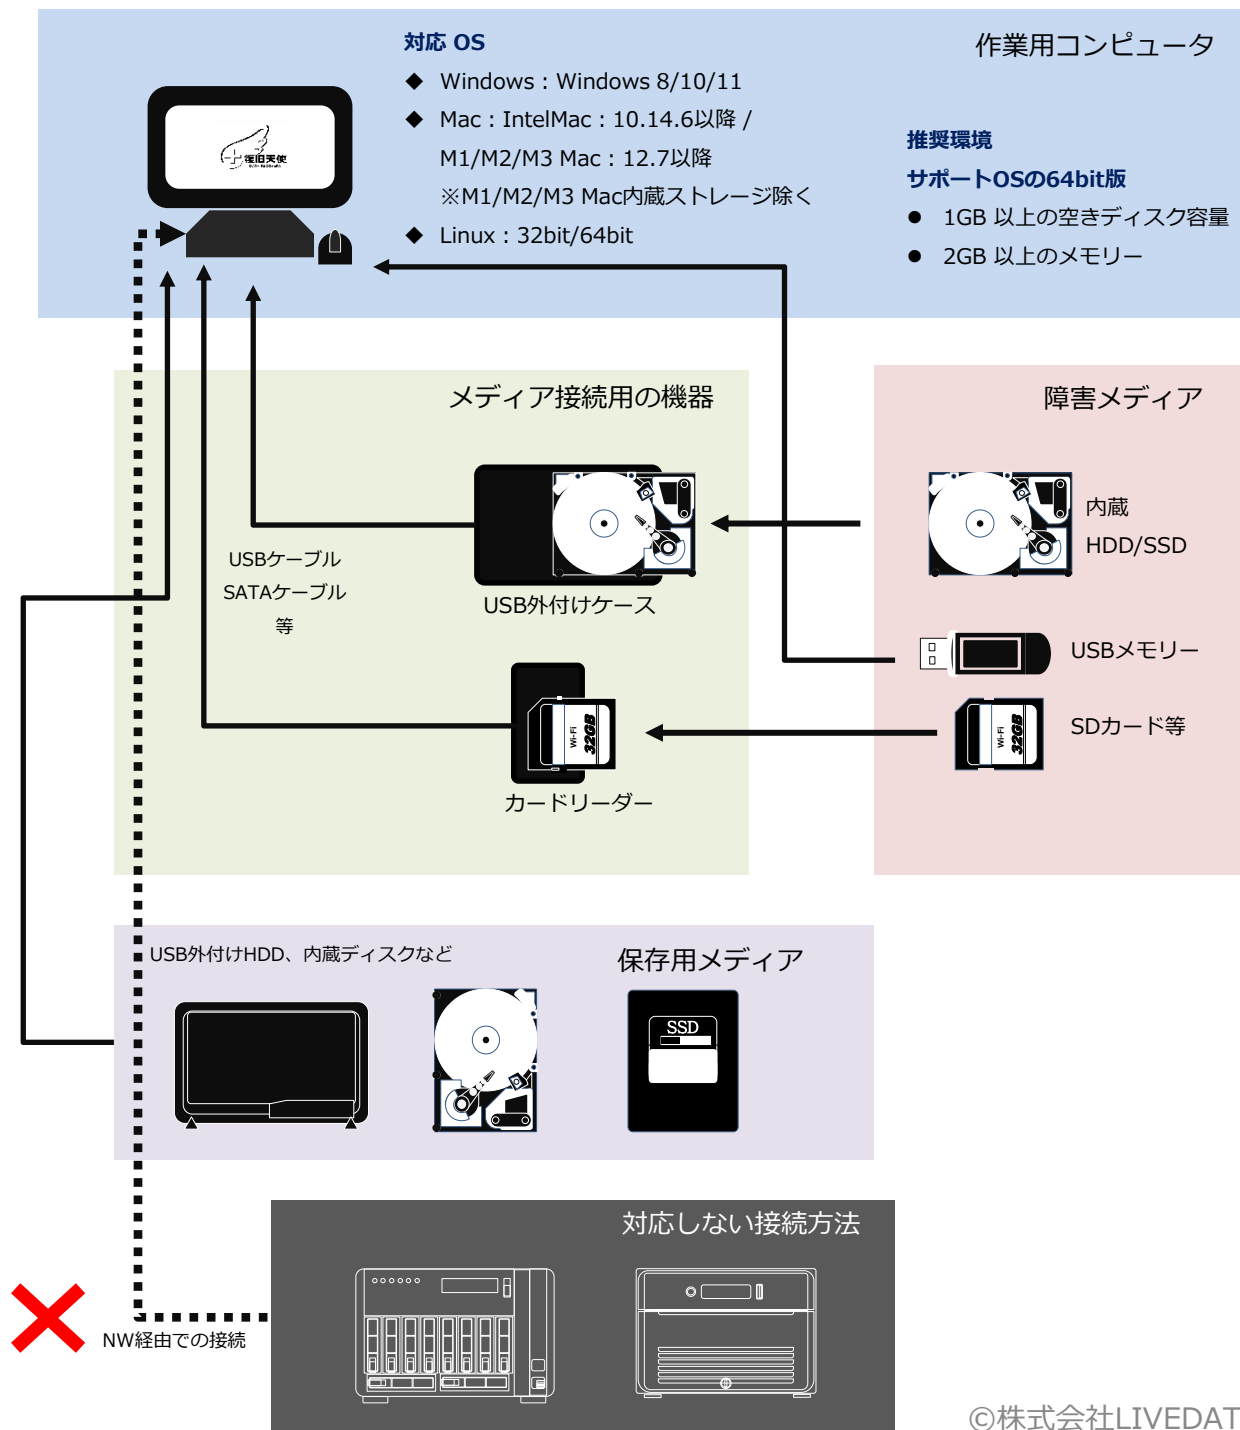 対応 OS
◆ Windows：Windows 8/10/11
◆ Mac：IntelMac：10.14.6以降 /
M1/M2/M3 Mac：12.7以降
※M1/M2/M3 Mac内蔵ストレージ除く
◆ Linux：32bit/64bit
作業用コンピュータ
推奨環境
サポートOSの64bit版
● 1GB 以上の空きディスク容量
● 2GB 以上のメモリー
復旧天使
メディア接続用の機器
USBケーブル
SATAケーブル
等
USB外付けケース
Wi-Fi
32GB
カードリーダー
障害メディア
内蔵
HDD/SSD
USBメモリー
SDカード等
Wi-Fi
32GB
USB外付けHDD、内蔵ディスクなど
保存用メディア
SSD
対応しない接続方法
NW経由での接続
©株式会社LIVEDAT